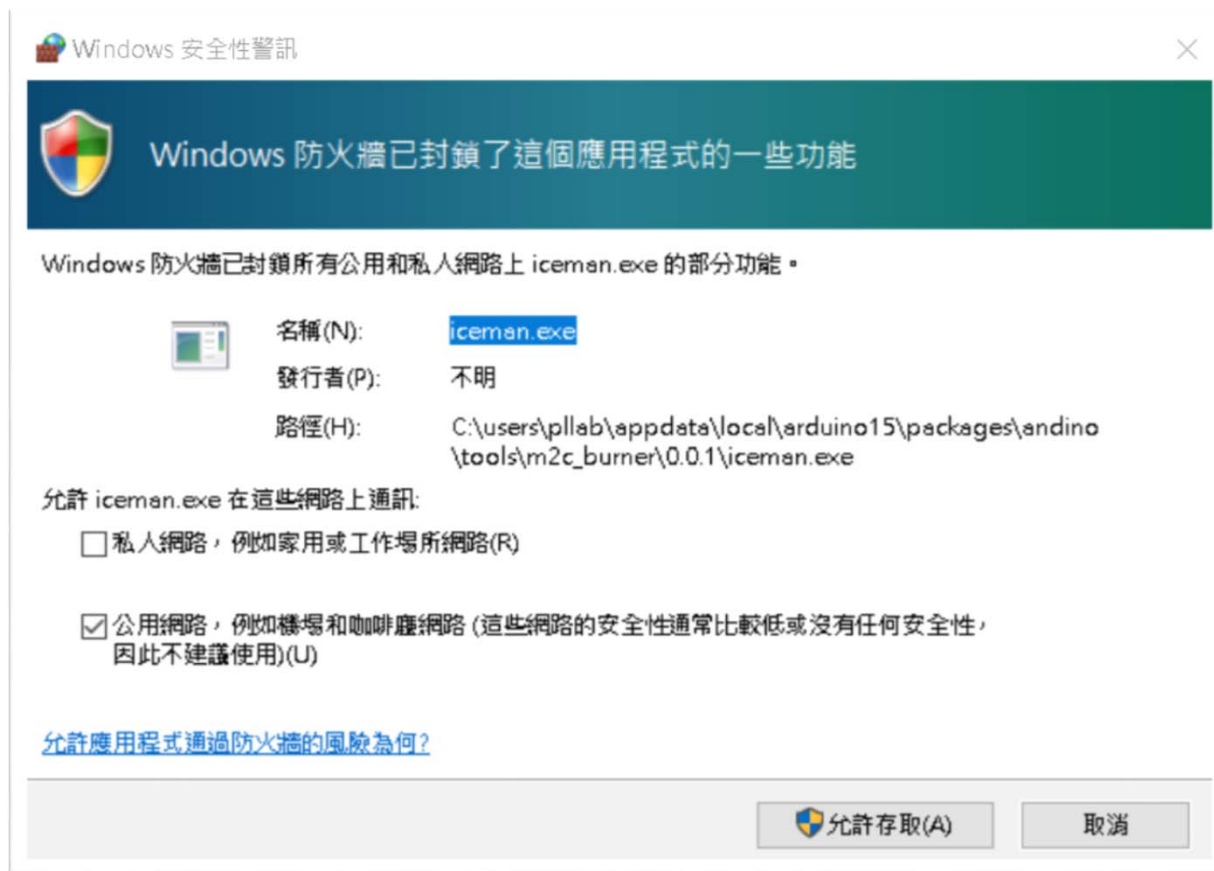 Windows 安全性警訊
Windows 防火牆已封鎖了這個應用程式的一些功能
Windows 防火牆已封鎖所有公用和私人網路上 iceman.exe 的部分功能。
名稱(N): iceman.exe
發行者(P): 不明
路徑(H): C:\users\pllab\appdata\local\arduino15\packages\andino
\tools\m2c_burner\0.0.1\iceman.exe
允許 iceman.exe 在這些網路上通訊:
私人網路，例如家用或工作場所網路(R)
公用網路，例如機場和咖啡廳網路 (這些網路的安全性通常比較低或沒有任何安全性，
因此不建議使用)(U)
允許應用程式通過防火牆的風險為何?
允許存取(A) 取消